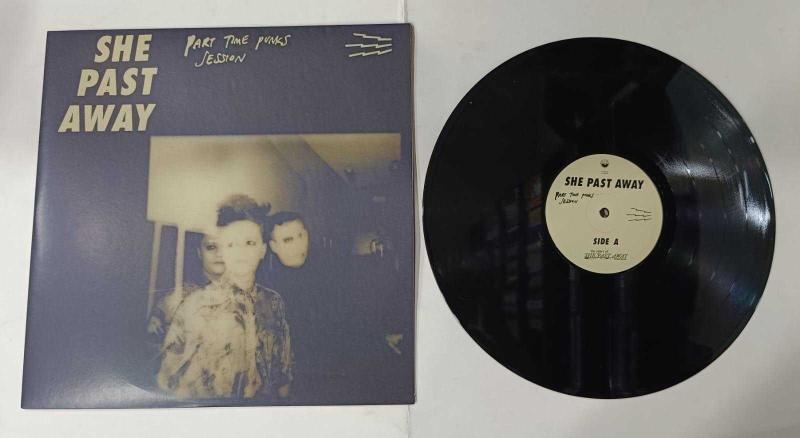 SHE
PAST
AWAY
PART TIME PUNKS
SESSION
SHE PAST AWAY
PART TIME PUNKS
SESSION
SIDE A